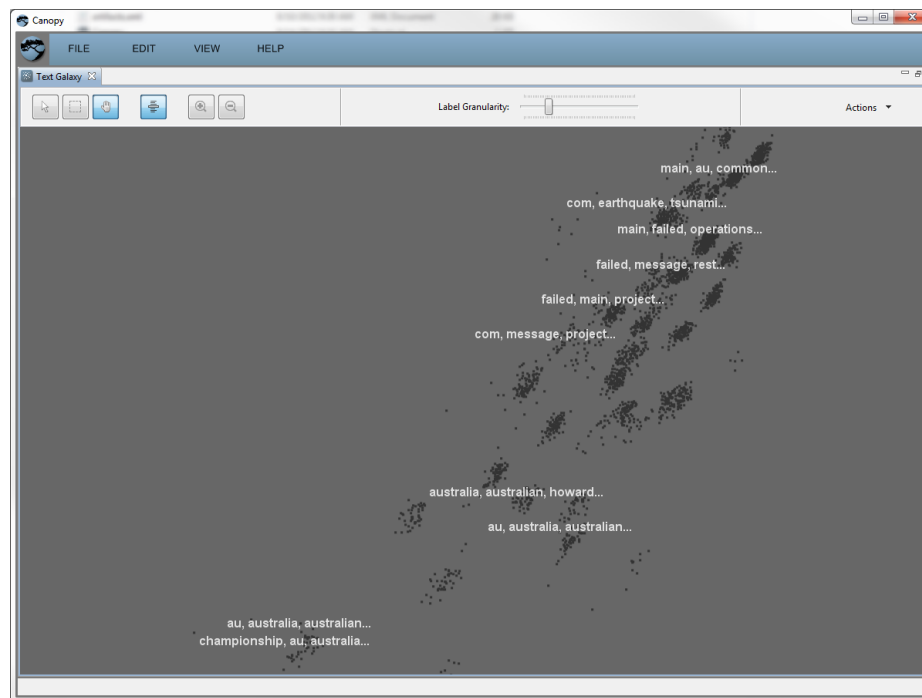 Canopy
FILE EDIT VIEW HELP
Text Galaxy
Label Granularity:
Actions
main, au, common...
com, earthquake, tsunami...
main, failed, operations...
failed, message, rest...
failed, main, project...
com, message, project...
australia, australian, howard...
au, australia, australian...
au, australia, australian...
championship, au, australia...